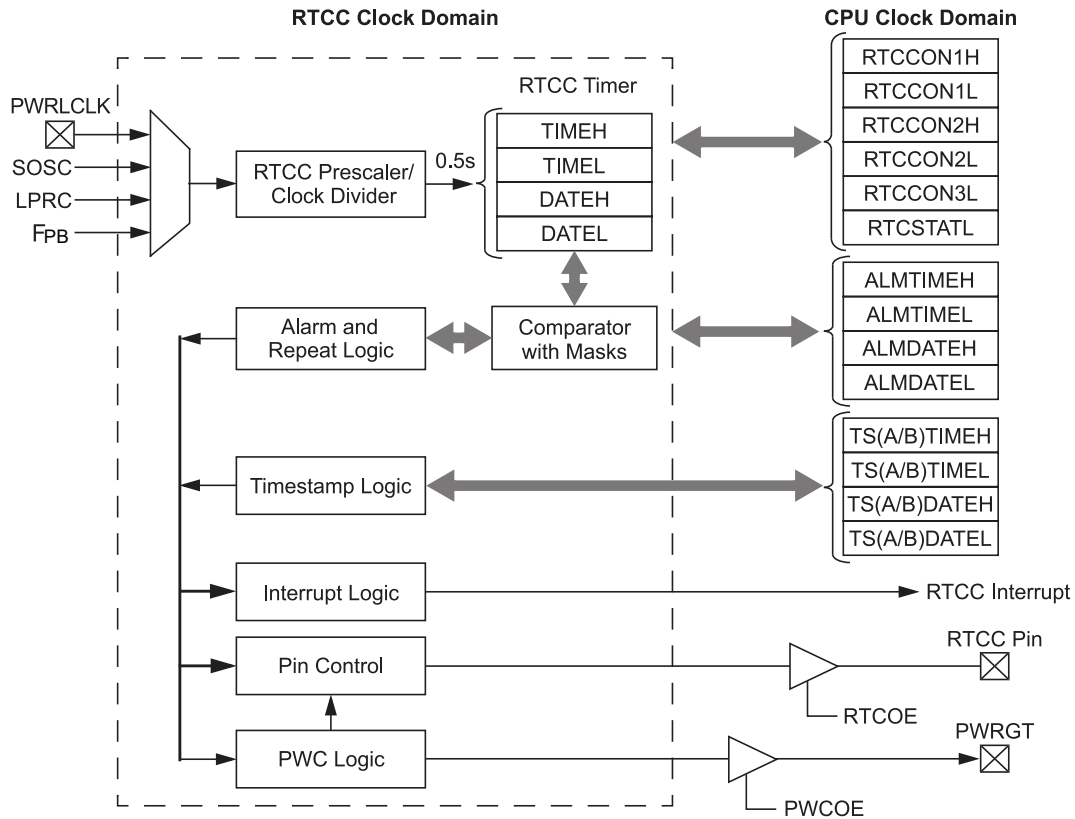 RTCC Clock Domain
CPU Clock Domain
PWRLCLK
SOSC
LPRC
FPB
RTCC Prescaler/
Clock Divider
0.5s
RTCC Timer
TIMEH
TIMEL
DATEH
DATEL
RTCCON1H
RTCCON1L
RTCCON2H
RTCCON2L
RTCCON3L
RTCSTATL
Alarm and
Repeat Logic
Comparator
with Masks
ALMTIMEH
ALMTIMEL
ALMDATEH
ALMDATEL
Timestamp Logic
TS(A/B)TIMEH
TS(A/B)TIMEL
TS(A/B)DATEH
TS(A/B)DATEL
Interrupt Logic
RTCC Interrupt
Pin Control
RTCC Pin
RTCOE
PWC Logic
PWRGT
PWCOE